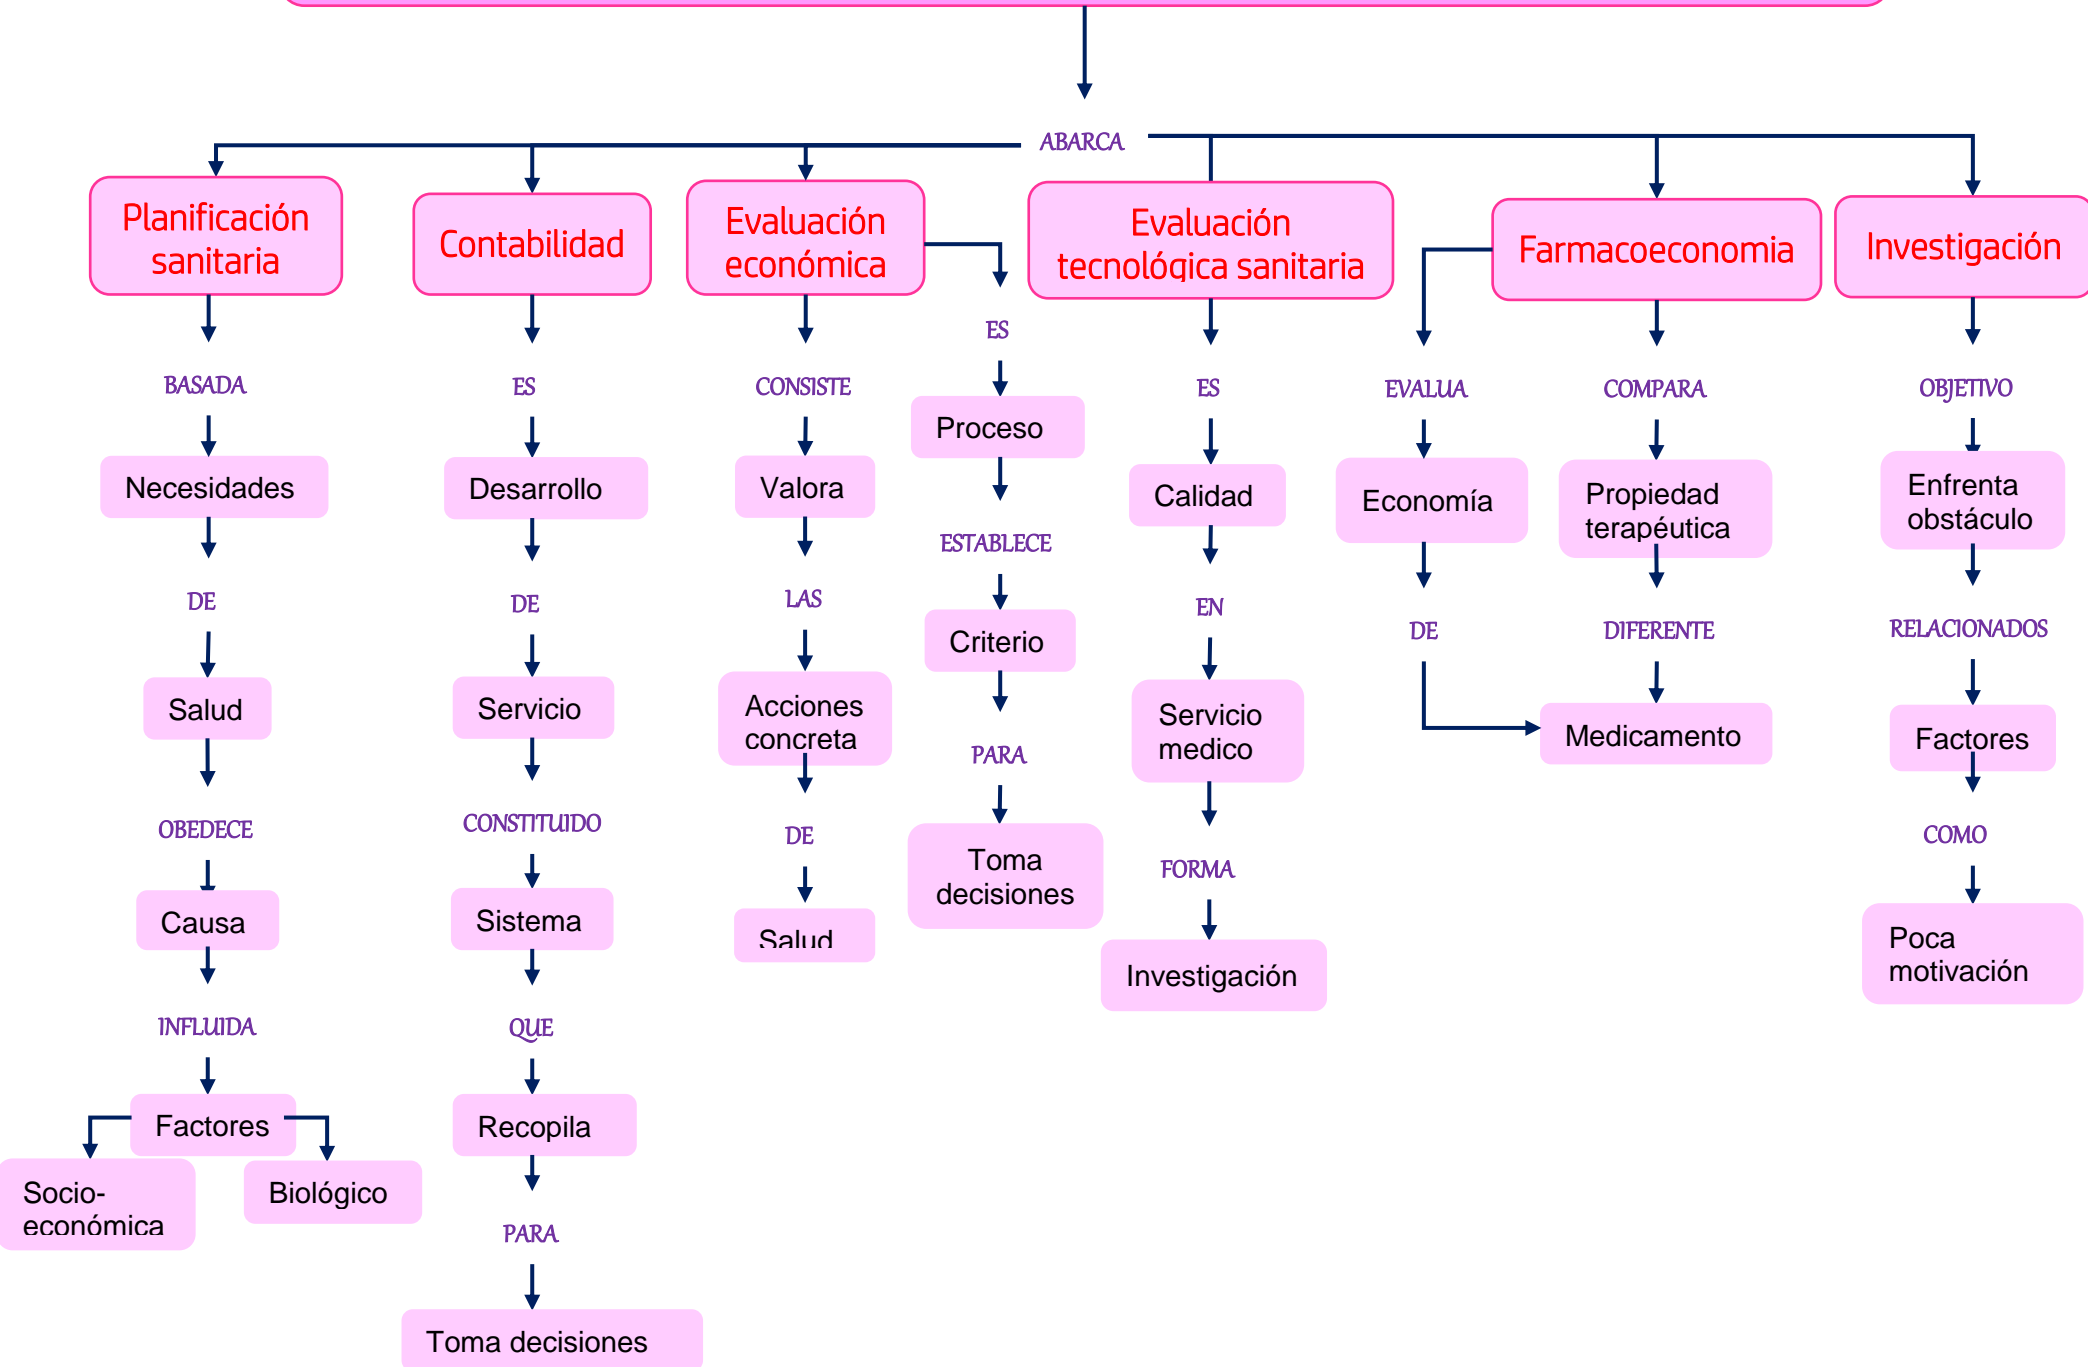 ABARCA
Planificación
sanitaria
Contabilidad
Evaluación
económica
Evaluación
tecnológica sanitaria
Farmacoeconomia
Investigación
BASADA
Necesidades
DE
Salud
OBEDECE
Causa
INFLUIDA
Factores
Socio-
económica
Biológico
ES
Desarrollo
DE
Servicio
CONSTITUIDO
Sistema
QUE
Recopila
PARA
Toma decisiones
CONSISTE
Valora
LAS
Acciones
concreta
DE
Salud
ES
Proceso
ESTABLECE
Criterio
PARA
Toma
decisiones
ES
Calidad
EN
Servicio
medico
FORMA
Investigación
EVALUA
Economía
DE
COMPARA
Propiedad
terapéutica
DIFERENTE
Medicamento
OBJETIVO
Enfrenta
obstáculo
RELACIONADOS
Factores
COMO
Poca
motivación